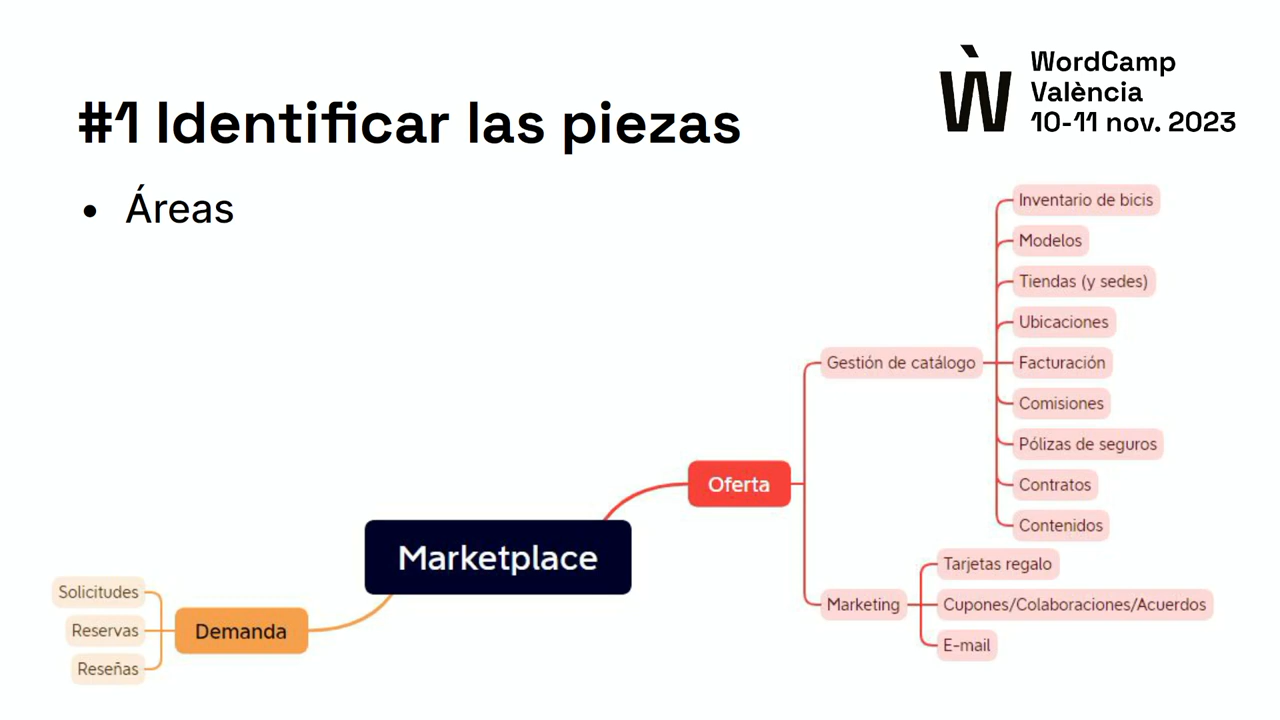 #1 Identificar las piezas
WordCamp
València
10-11 nov. 2023
• Áreas
Inventario de bicis
Modelos
Tiendas (y sedes)
Ubicaciones
Gestión de catálogo
Facturación
Comisiones
Pólizas de seguros
Oferta
Contratos
Contenidos
Marketplace
Tarjetas regalo
Marketing
Cupones/Colaboraciones/Acuerdos
E-mail
Solicitudes
Demanda
Reservas
Reseñas